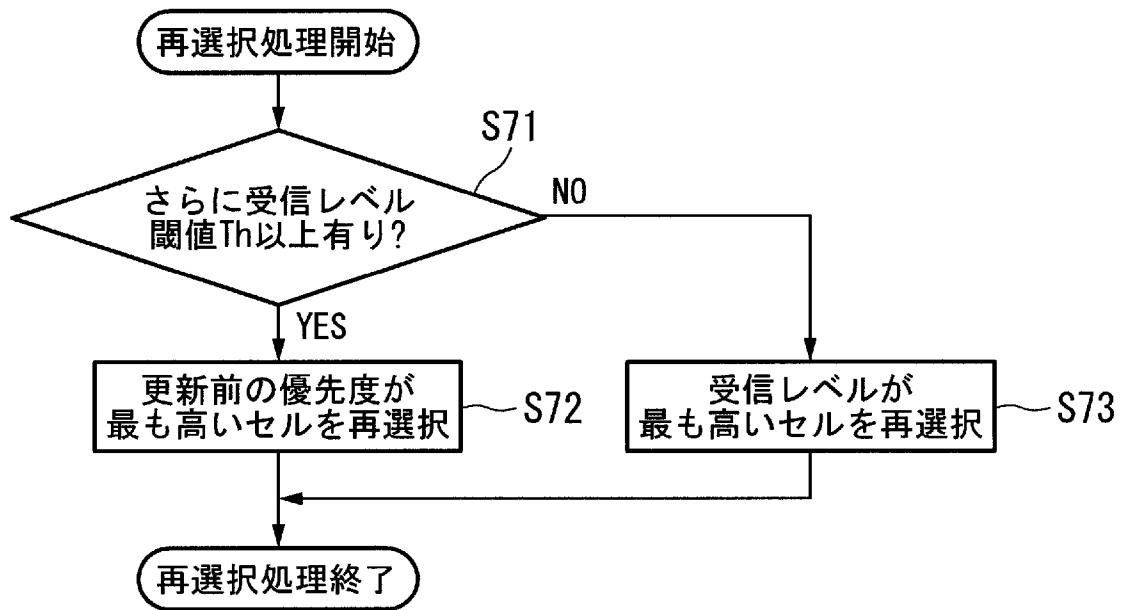 再選択処理開始
S71
さらに受信レベル
閾値Th以上有り?
NO
YES
更新前の優先度が
最も高いセルを再選択
S72
受信レベルが
最も高いセルを再選択
S73
再選択処理終了